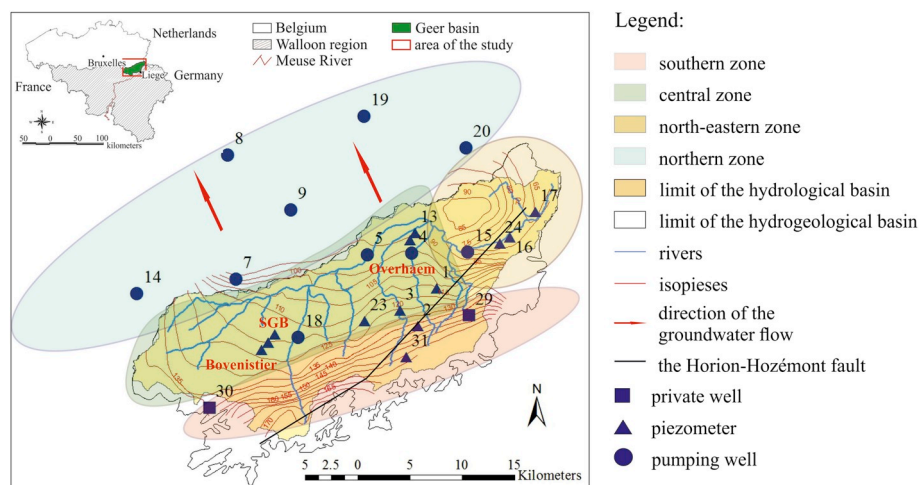 Belgium
Walloon region
Meuse River
Geer basin
area of the study
Netherlands
Bruxelles
Liege
Germany
France
50 0 50 100
kilometers
19
8
20
9
17
13
4
5
15
24
16
7
14
Overhaem
1
29
3
2
23
SGB
18
31
Bovenistier
30
N
5 2.5 0 5 10 15
Kilometers
Legend:
southern zone
central zone
north-eastern zone
northern zone
limit of the hydrological basin
limit of the hydrogeological basin
rivers
isopieses
direction of the
groundwater flow
the Horion-Hozémont fault
private well
piezometer
pumping well